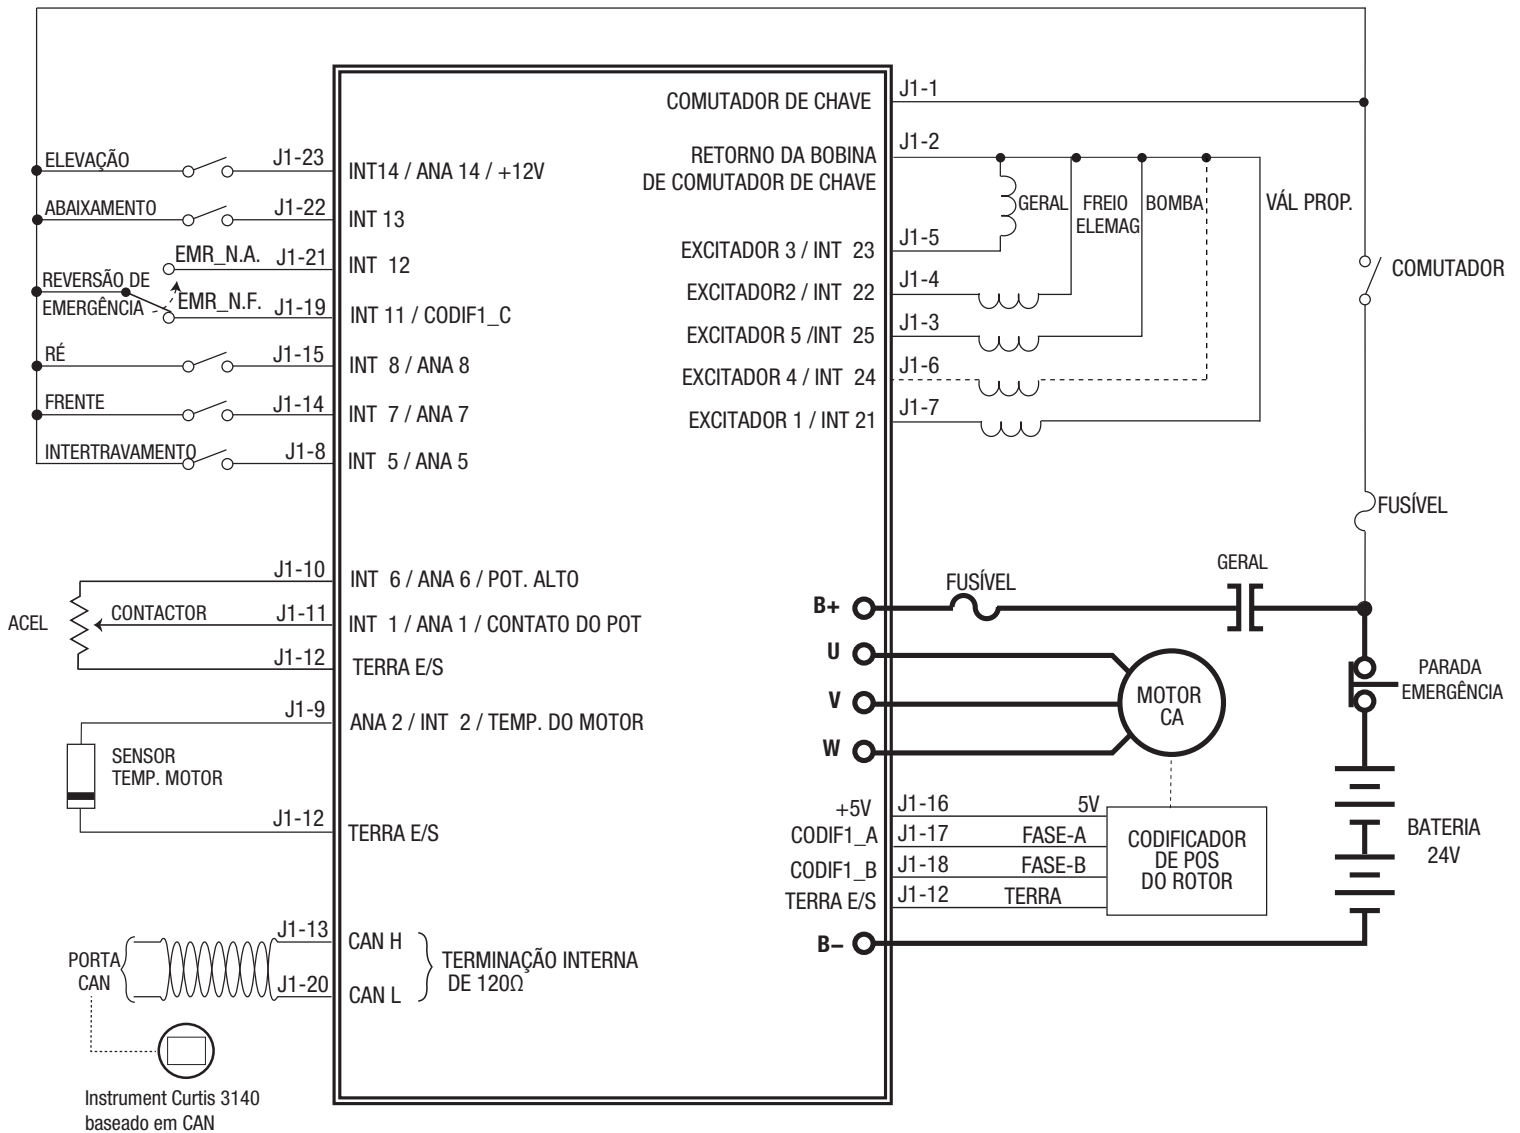 COMUTADOR DE CHAVE
J1-1
RETORNO DA BOBINA
DE COMUTADOR DE CHAVE
J1-2
GERAL
FREIO
ELEMAG
BOMBA
VÁL PROP.
EXCITADOR 3 / INT 23
J1-5
EXCITADOR2 / INT 22
J1-4
EXCITADOR 5 /INT 25
J1-3
EXCITADOR 4 / INT 24
J1-6
EXCITADOR 1 / INT 21
J1-7
COMUTADOR
FUSÍVEL
ELEVAÇÃO
J1-23
INT14 / ANA 14 / +12V
ABAIXAMENTO
J1-22
INT 13
EMR_N.A.
J1-21
INT 12
REVERSÃO DE
EMERGÊNCIA
EMR_N.F.
J1-19
INT 11 / CODIF1_C
RÉ
J1-15
INT 8 / ANA 8
FRENTE
J1-14
INT 7 / ANA 7
INTERTRAVAMENTO
J1-8
INT 5 / ANA 5
J1-10
INT 6 / ANA 6 / POT. ALTO
ACEL
CONTACTOR
J1-11
INT 1 / ANA 1 / CONTATO DO POT
J1-12
TERRA E/S
J1-9
ANA 2 / INT 2 / TEMP. DO MOTOR
SENSOR
TEMP. MOTOR
J1-12
TERRA E/S
B+
FUSÍVEL
GERAL
U
V
W
MOTOR
CA
PARADA
EMERGÊNCIA
BATERIA
24V
+5V
J1-16
5V
CODIF1_A
J1-17
FASE-A
CODIF1_B
J1-18
FASE-B
TERRA E/S
J1-12
TERRA
CODIFICADOR
DE POS
DO ROTOR
B–
PORTA
CAN
J1-13
CAN H
J1-20
CAN L
TERMINAÇÃO INTERNA
DE 120Ω
Instrument Curtis 3140
baseado em CAN